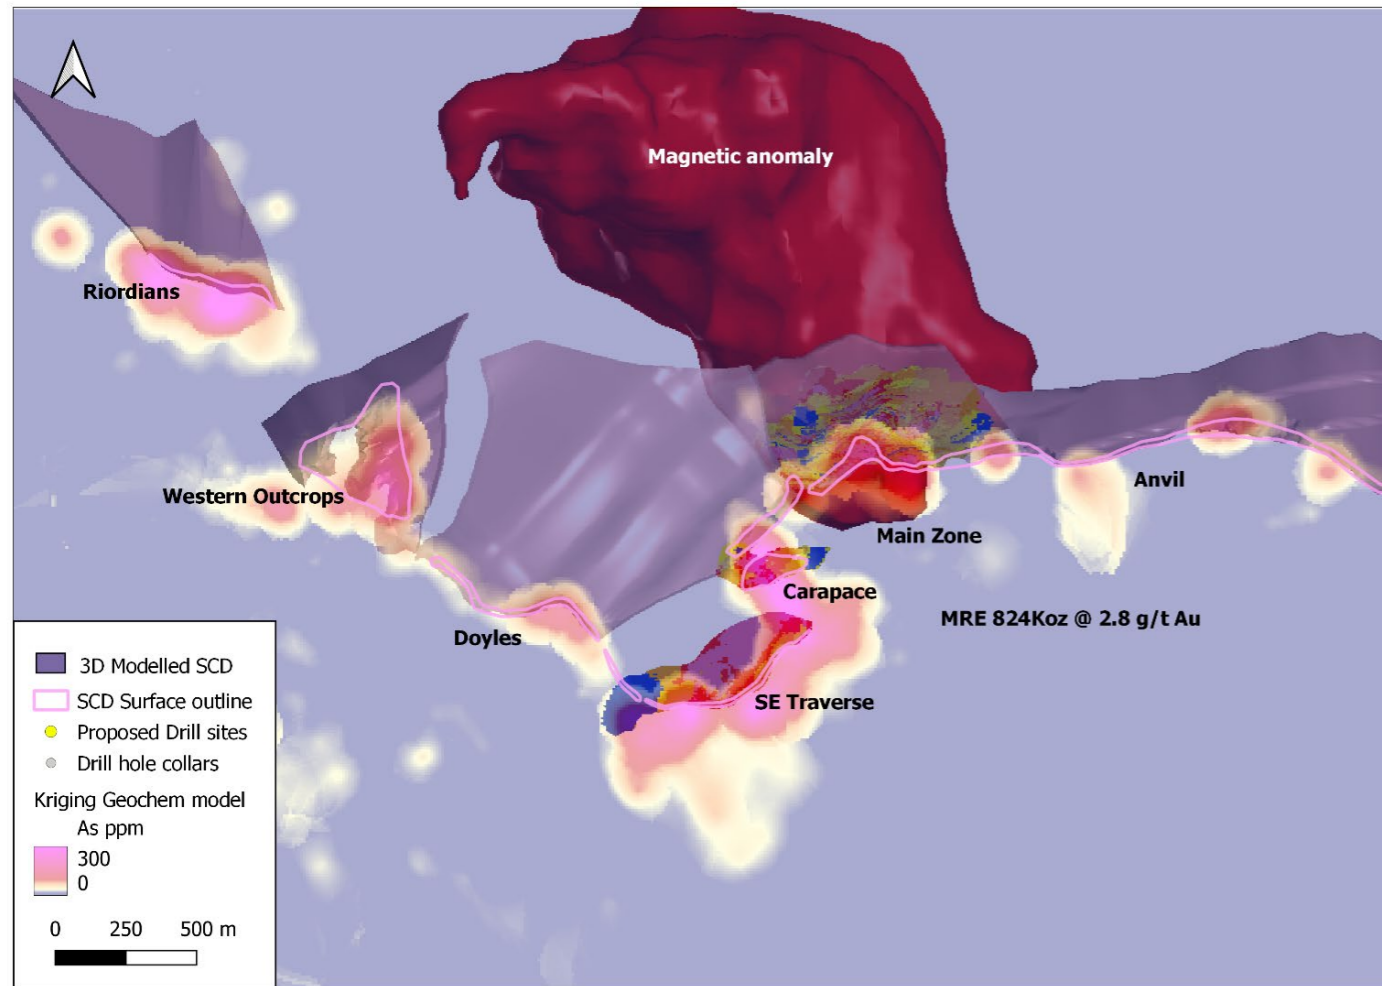 Magnetic anomaly
Riordians
Western Outcrops
Anvil
Main Zone
Carapace
MRE 824Koz @ 2.8 g/t Au
Doyles
SE Traverse
3D Modelled SCD
SCD Surface outline
Proposed Drill sites
Drill hole collars
Kriging Geochem model
As ppm
300
0
0 250 500 m